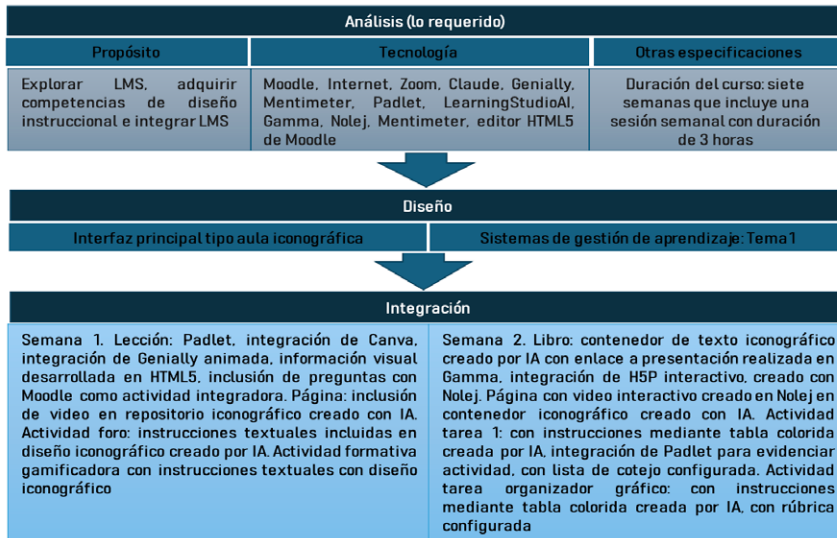 Análisis (lo requerido)
Propósito
Tecnología
Otras especificaciones
Explorar LMS, adquirir
competencias de diseño
instruccional e integrar LMS
Moodle, Internet, Zoom, Claude, Genially,
Mentimeter, Padlet, LearningStudioAI,
Gamma, Nolej, Mentimeter, editor HTML5
de Moodle
Duración del curso: siete
semanas que incluye una
sesión semanal con duración
de 3 horas
Diseño
Interfaz principal tipo aula iconográfica
Sistemas de gestión de aprendizaje: Tema 1
Integración
Semana 1. Lección: Padlet, integración de Canva,
integración de Genially animada, información visual
desarrollada en HTML5, inclusión de preguntas con
Moodle como actividad integradora. Página: inclusión
de video en repositorio iconográfico creado con IA.
Actividad foro: instrucciones textuales incluidas en
diseño iconográfico creado por IA. Actividad formativa
gamificadora con instrucciones textuales con diseño
iconográfico
Semana 2. Libro: contenedor de texto iconográfico
creado por IA con enlace a presentación realizada en
Gamma, integración de H5P interactivo, creado con
Nolej. Página con video interactivo creado en Nolej en
contenedor iconográfico creado con IA. Actividad
tarea 1: con instrucciones mediante tabla colorida
creada por IA, integración de Padlet para evidenciar
actividad, con lista de cotejo configurada. Actividad
tarea organizador gráfico: con instrucciones
mediante tabla colorida creada por IA, con rúbrica
configurada